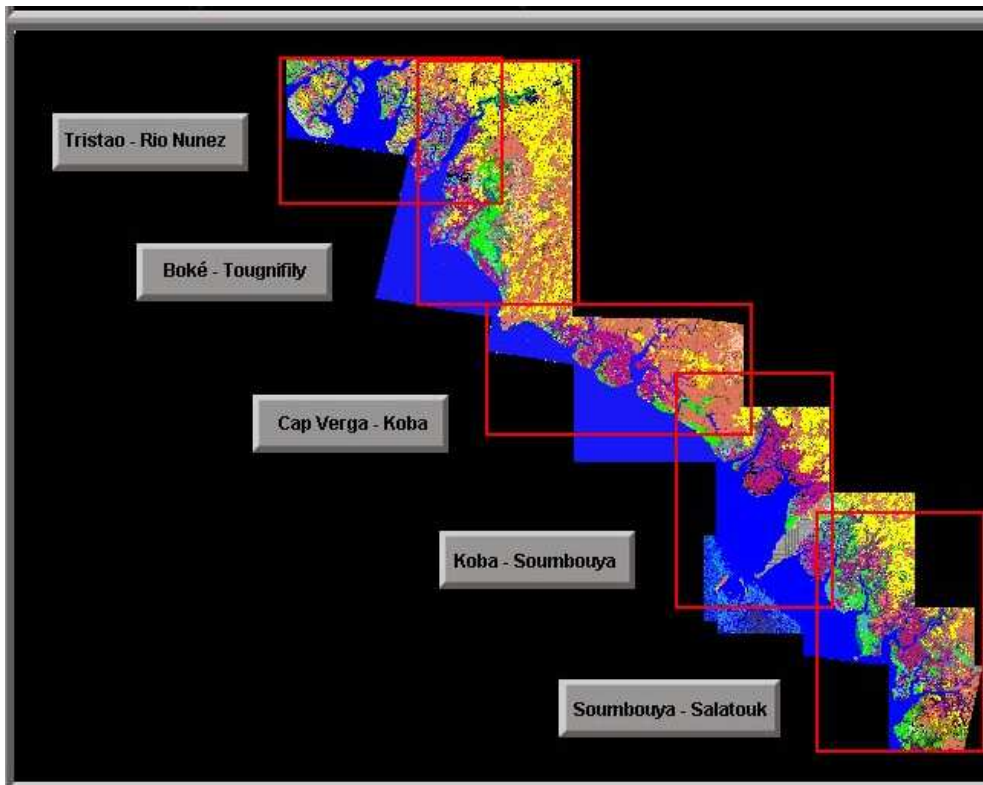 Tristao - Rio Nunez
Boké - Tougnifily
Cap Verga - Koba
Koba - Soumbouya
Soumbouya - Salatouk